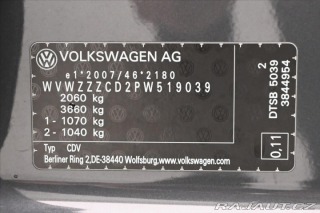 VOLKSWAGEN AG
e1*2007/46*2180
WVWZZZCD2PW519039
2060 kg
3660 kg
1 - 1070 kg
2 - 1040 kg
Typ CDV
Berliner Ring 2,DE-38440 Wolfsburg,www.volkswagen.de
DTSB 5039 2
3844954
0,11
RAJAUT.CZ